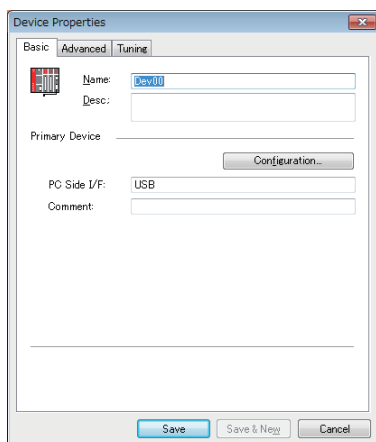 Device Properties
Basic Advanced Tuning
Name: Dev00
Desc:
Primary Device
Configuration...
PC Side I/F: USB
Comment:
Save Save & New Cancel